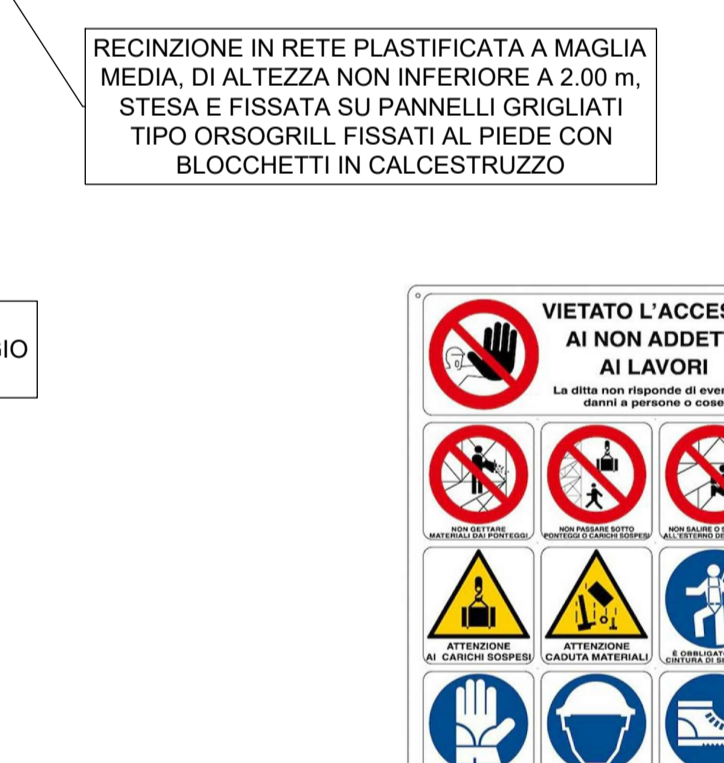 RECINZIONE IN RETE PLASTIFICATA A MAGLIA
MEDIA, DI ALTEZZA NON INFERIORE A 2.00 m,
STESA E FISSATA SU PANNELLI GRIGLIATI
TIPO ORSOGRILL FISSATI AL PIEDE CON
BLOCCHETTI IN CALCESTRUZZO
GIO
VIETATO L'ACCES
AI NON ADDET
AI LAVORI
La ditta non risponde di even
danni a persone o cose
NON GETTARE
MATERIALI DAI PONTEGGI
NON PASSARE SOTTO
PONTEGGI O CARICHI SOSPESI
NON SALIRE O S
ALL'ESTERNO DE
ATTENZIONE
AI CARICHI SOSPESI
ATTENZIONE
CADUTA MATERIALI
È OBBLIGAT
CINTURA DI S